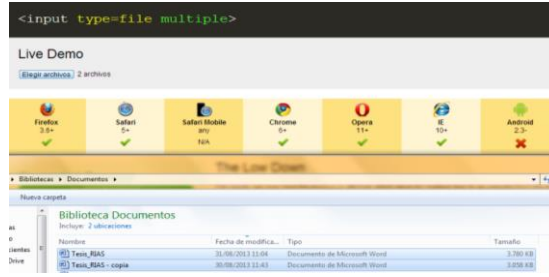 <input type=file multiple>
Live Demo
Elegir archivos 2 archivos
Firefox Safari Safari Mobile Chrome Opera IE Android
3.6+ 5+ any 6+ 11+ 10+ 2.3-
N/A
The Low Down
Bibliotecas Documentos
Nueva carpeta
Biblioteca Documentos
Incluye: 2 ubicaciones
Nombre Fecha de modifica... Tipo Tamaño
Tesis_RIAS 31/08/2013 11:04 Documento de Microsoft Word 3.780 KB
Tesis_RIAS - copia 30/08/2013 11:43 Documento de Microsoft Word 3.058 KB
cientes
Drive